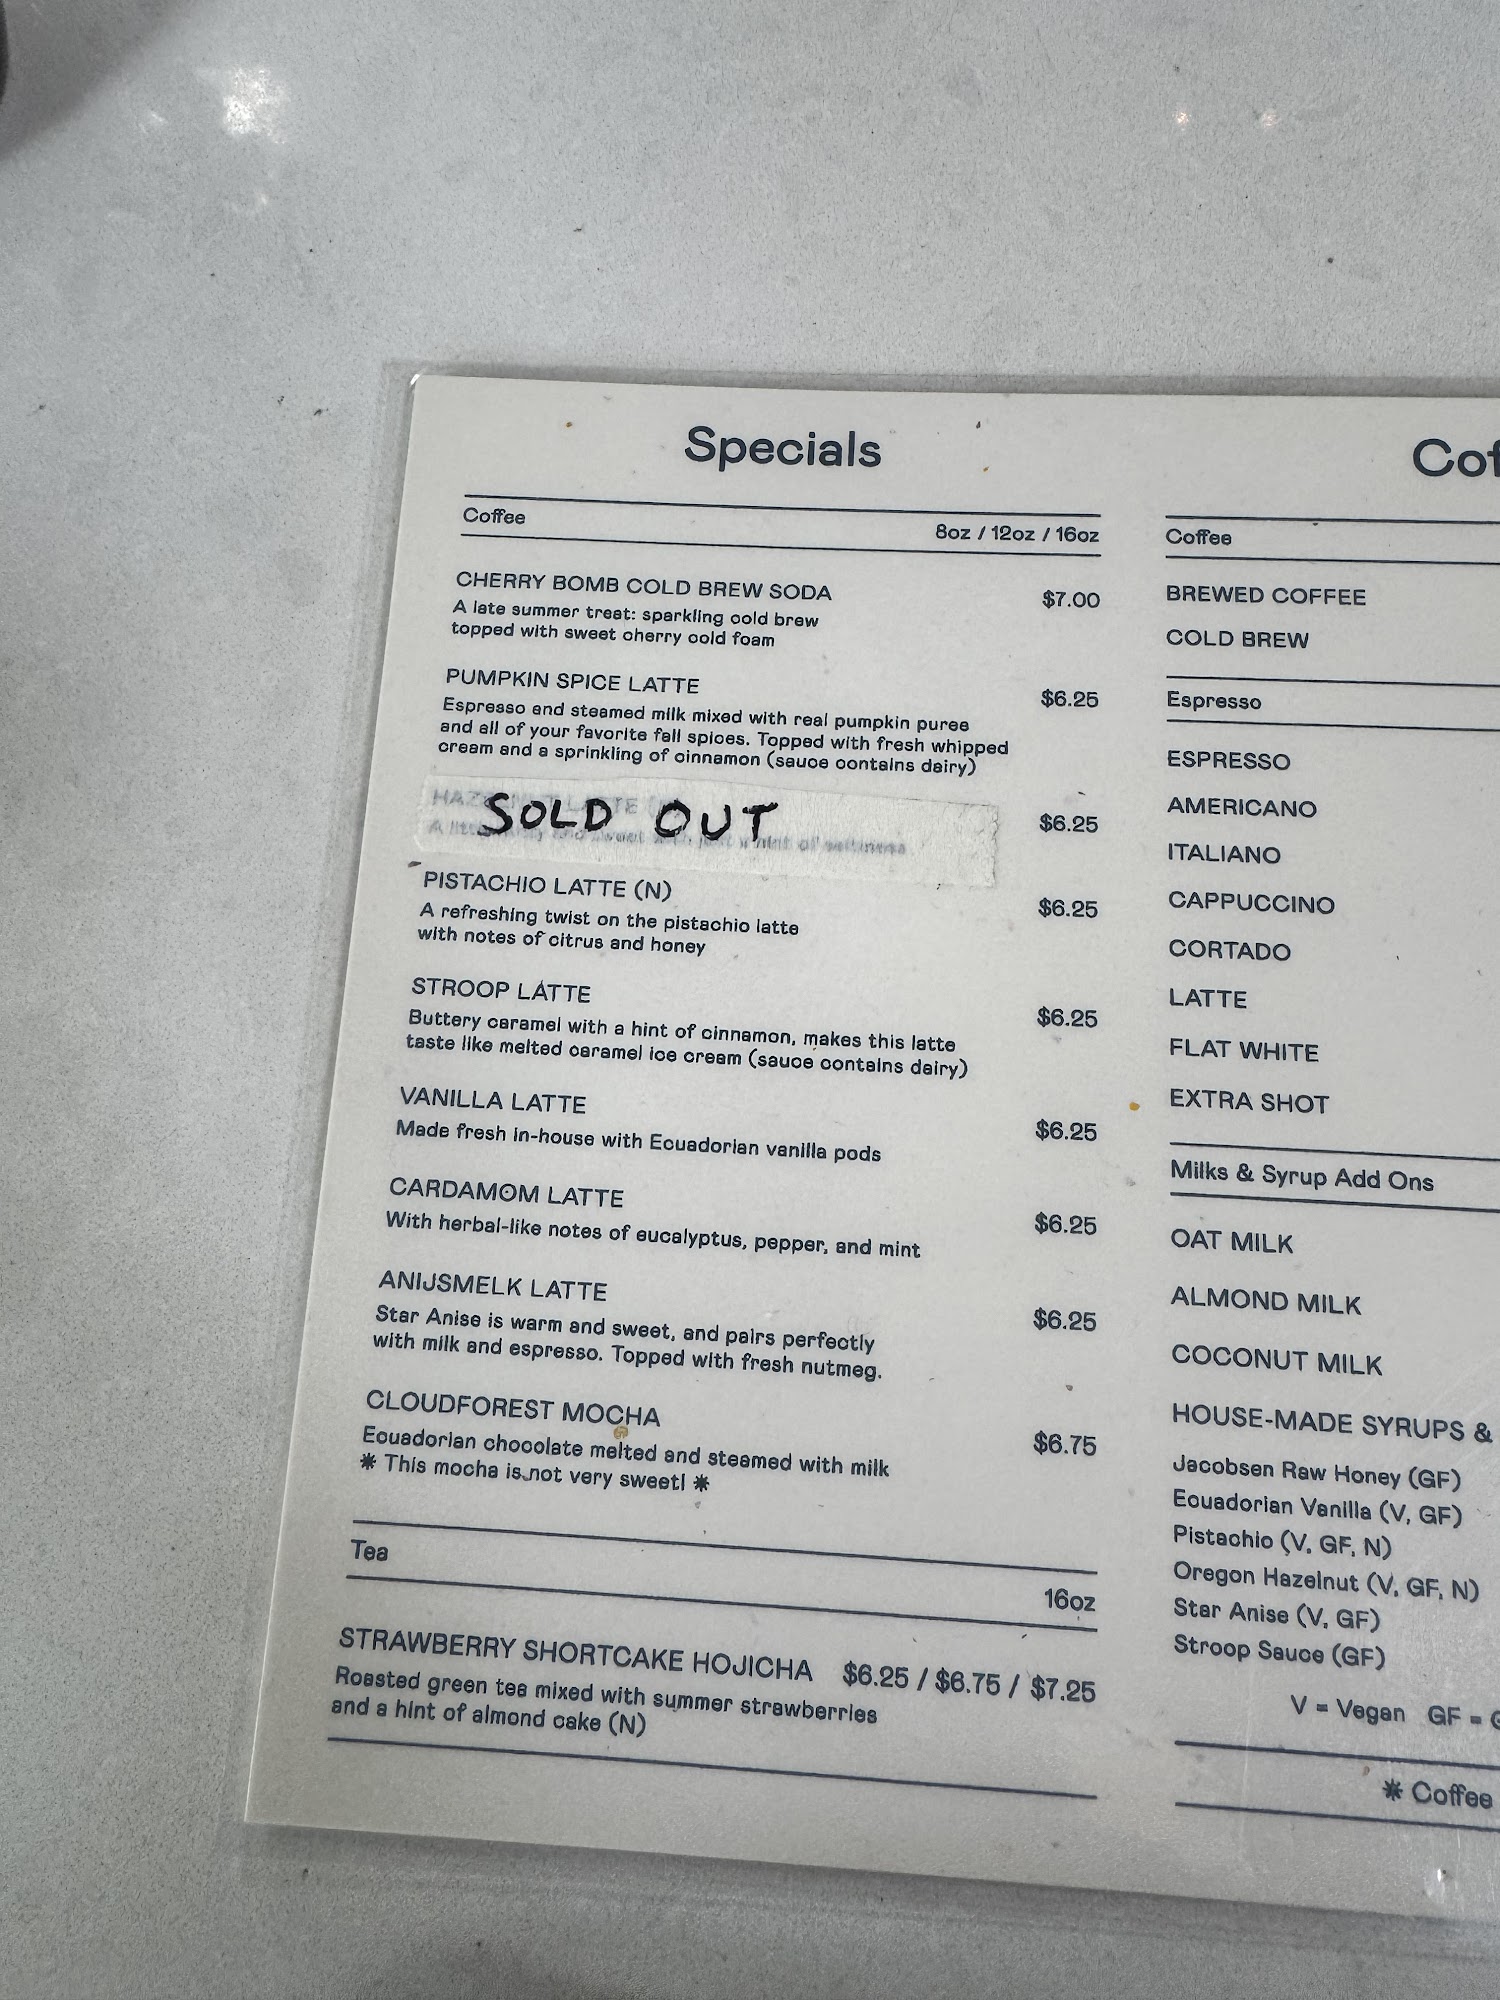 Specials
Coffee 8oz / 12oz / 16oz
CHERRY BOMB COLD BREW SODA $7.00
A late summer treat: sparkling cold brew
topped with sweet cherry cold foam
PUMPKIN SPICE LATTE $6.25
Espresso and steamed milk mixed with real pumpkin puree
and all of your favorite fall spices. Topped with fresh whipped
cream and a sprinkling of cinnamon (sauce contains dairy)
SOLD OUT $6.25
PISTACHIO LATTE (N) $6.25
A refreshing twist on the pistachio latte
with notes of citrus and honey
STROOP LATTE $6.25
Buttery caramel with a hint of cinnamon, makes this latte
taste like melted caramel ice cream (sauce contains dairy)
VANILLA LATTE $6.25
Made fresh in-house with Ecuadorian vanilla pods
CARDAMOM LATTE $6.25
With herbal-like notes of eucalyptus, pepper, and mint
ANIJSMELK LATTE $6.25
Star Anise is warm and sweet, and pairs perfectly
with milk and espresso. Topped with fresh nutmeg.
CLOUDFOREST MOCHA $6.75
Ecuadorian chocolate melted and steamed with milk
✷ This mocha is not very sweet! ✷
Tea
16oz
STRAWBERRY SHORTCAKE HOJICHA $6.25 / $6.75 / $7.25
Roasted green tea mixed with summer strawberries
and a hint of almond cake (N)
Cof
Coffee
BREWED COFFEE
COLD BREW
Espresso
ESPRESSO
AMERICANO
ITALIANO
CAPPUCCINO
CORTADO
LATTE
FLAT WHITE
EXTRA SHOT
Milks & Syrup Add Ons
OAT MILK
ALMOND MILK
COCONUT MILK
HOUSE-MADE SYRUPS &
Jacobsen Raw Honey (GF)
Ecuadorian Vanilla (V, GF)
Pistachio (V, GF, N)
Oregon Hazelnut (V, GF, N)
Star Anise (V, GF)
Stroop Sauce (GF)
V = Vegan GF =
✷ Coffee